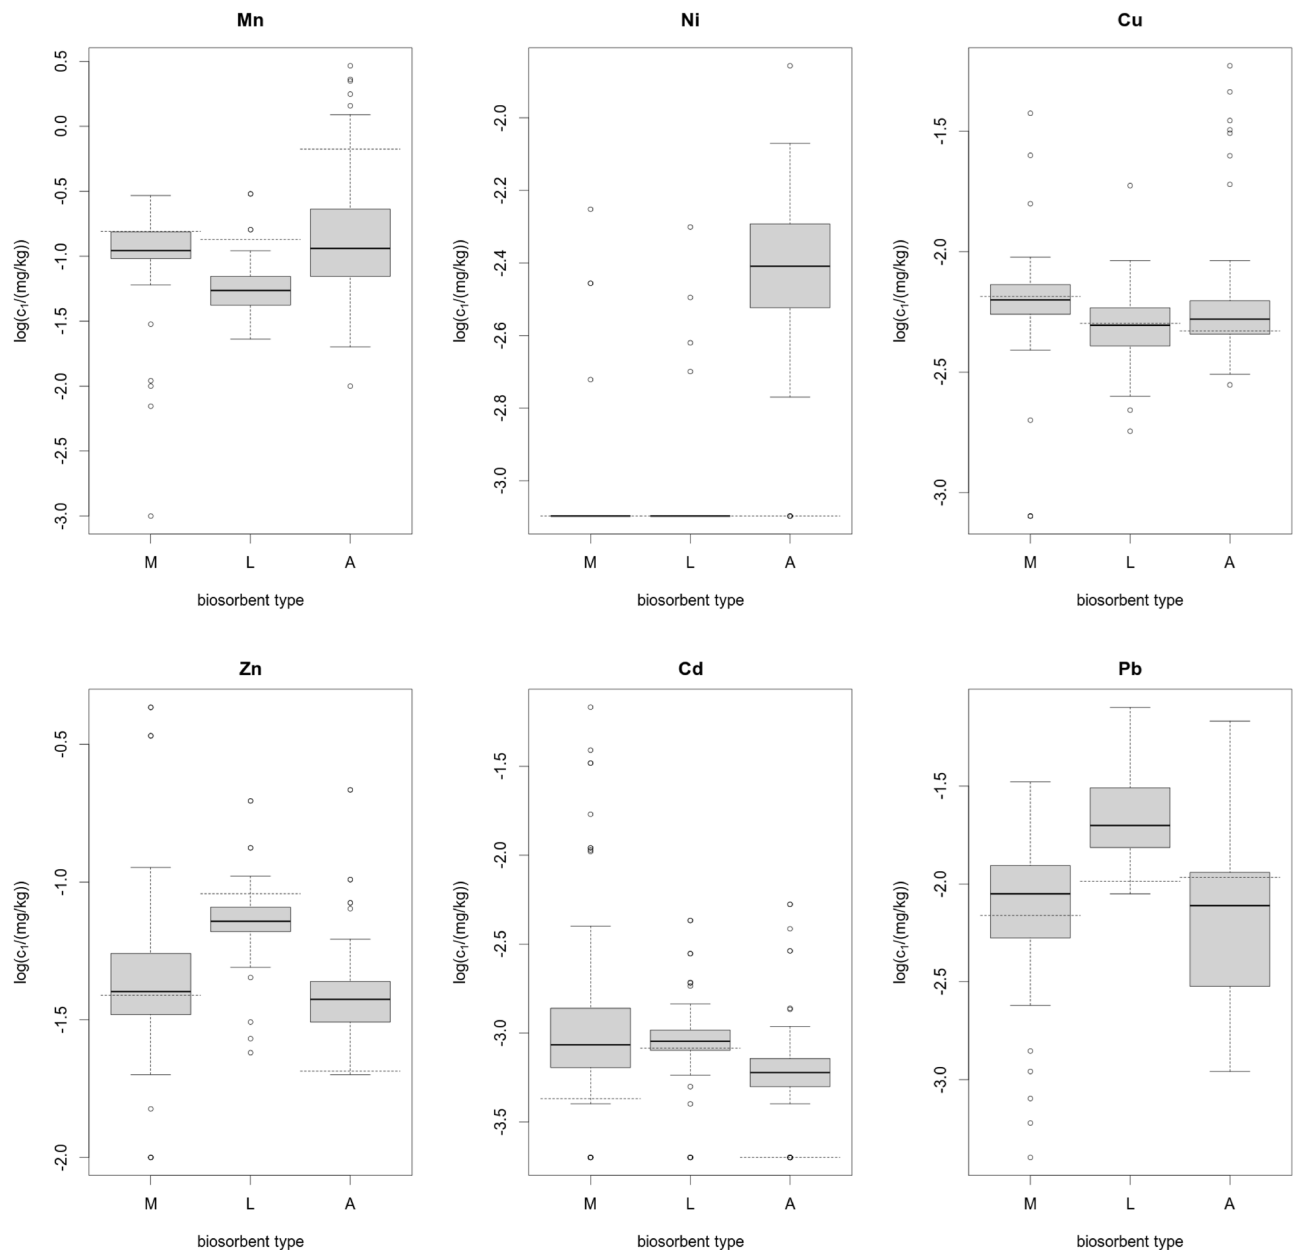 Mn
log(c₁/(mg/kg))
0.5
0.0
-0.5
-1.0
-1.5
-2.0
-2.5
-3.0
M L A
biosorbent type
Ni
log(c₁/(mg/kg))
-2.0
-2.2
-2.4
-2.6
-2.8
-3.0
M L A
biosorbent type
Cu
log(c₁/(mg/kg))
-1.5
-2.0
-2.5
-3.0
M L A
biosorbent type
Zn
log(c₁/(mg/kg))
-0.5
-1.0
-1.5
-2.0
M L A
biosorbent type
Cd
log(c₁/(mg/kg))
-1.5
-2.0
-2.5
-3.0
-3.5
M L A
biosorbent type
Pb
log(c₁/(mg/kg))
-1.5
-2.0
-2.5
-3.0
M L A
biosorbent type